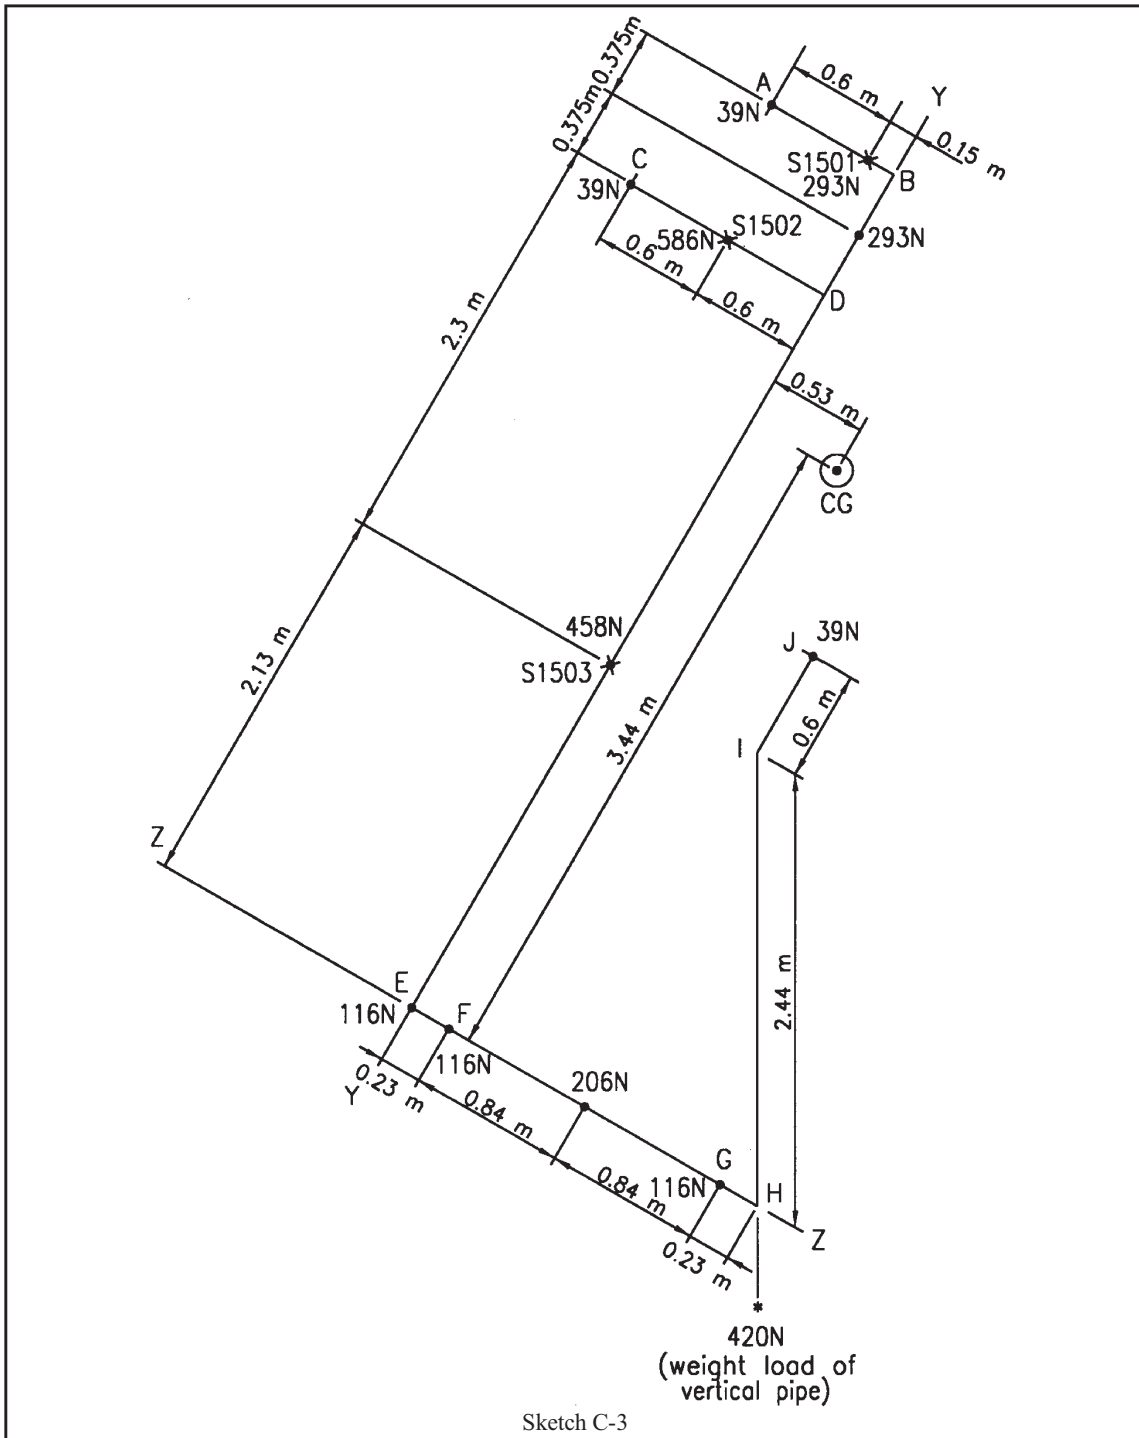 0.375m
0.375m
A
39N
0.6 m
Y
0.15 m
S1501
293N
B
C
39N
S1502
586N
293N
0.6 m
0.6 m
D
2.3 m
0.53 m
CG
458N
S1503
J
39N
0.6 m
I
3.44 m
2.13 m
Z
2.44 m
E
116N
F
116N
0.23 m
Y
206N
0.84 m
0.84 m
G
116N
H
Z
0.23 m
*
420N
(weight load of
vertical pipe)
Sketch C-3